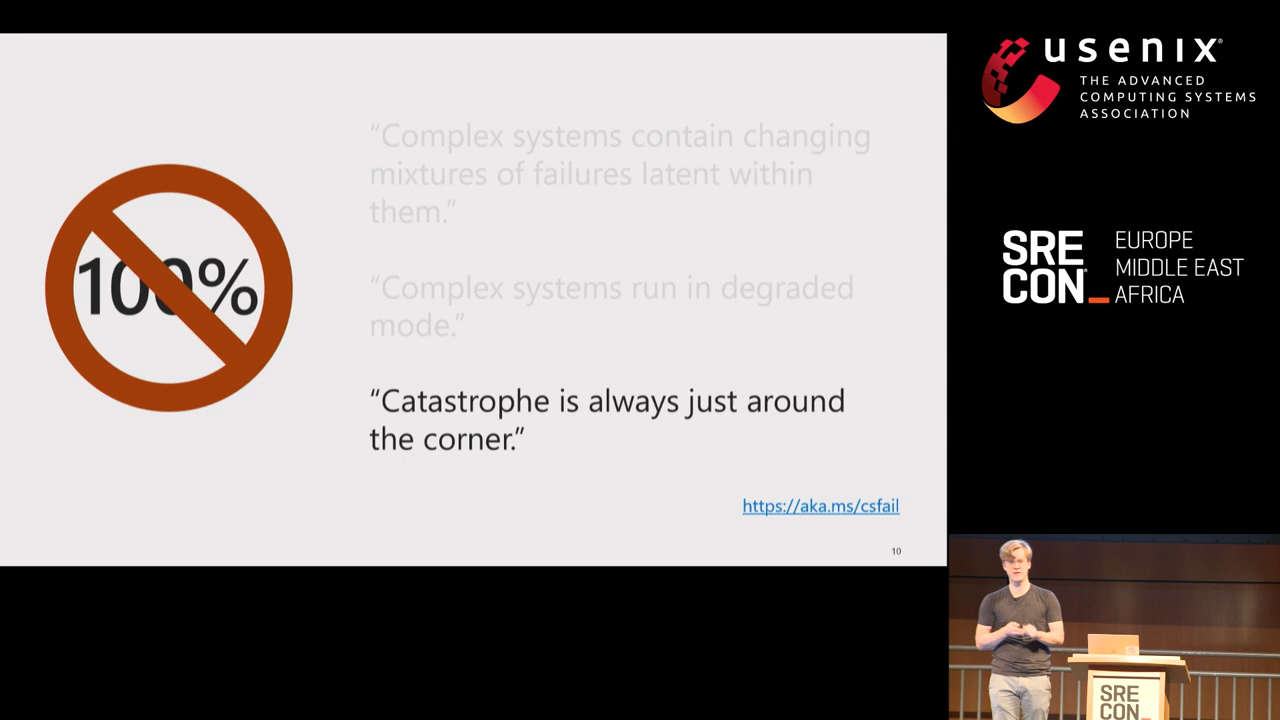 100%
“Complex systems contain changing
mixtures of failures latent within
them.”
“Complex systems run in degraded
mode.”
“Catastrophe is always just around
the corner.”
https://aka.ms/csfail
10
usenix®
THE ADVANCED
COMPUTING SYSTEMS
ASSOCIATION
SRE
CON_
EUROPE
MIDDLE EAST
AFRICA
SRE
CON_